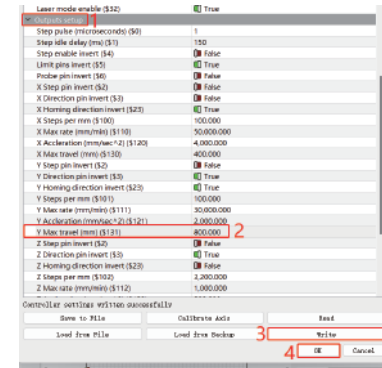 Laser mode enable ($32) True
Outputs setup 1
Step pulse (microseconds) ($0) 1
Step idle delay (ms) ($1) 150
Step enable invert ($4) False
Limit pins invert ($5) True
Probe pin invert ($6) False
X Step pin invert ($2) False
X Direction pin invert ($3) True
X Homing direction invert ($23) True
X Steps per mm ($100) 100.000
X Max rate (mm/min) ($110) 50,000.000
X Accleration (mm/sec^2) ($120) 4,000.000
X Max travel (mm) ($130) 400.000
Y Step pin invert ($2) False
Y Direction pin invert ($3) True
Y Homing direction invert ($23) True
Y Steps per mm ($101) 100.000
Y Max rate (mm/min) ($111) 30,000.000
Y Accleration (mm/sec^2) ($121) 2,000.000
Y Max travel (mm) ($131) 800.000 2
Z Step pin invert ($2) False
Z Direction pin invert ($3) True
Z Homing direction invert ($23) False
Z Steps per mm ($102) 2,200.000
Z Max rate (mm/min) ($112) 1,000.000
Controller settings written successfully
Save to File Calibrate Axis Read
Load from File Load from Backup 3 Write
4 OK Cancel